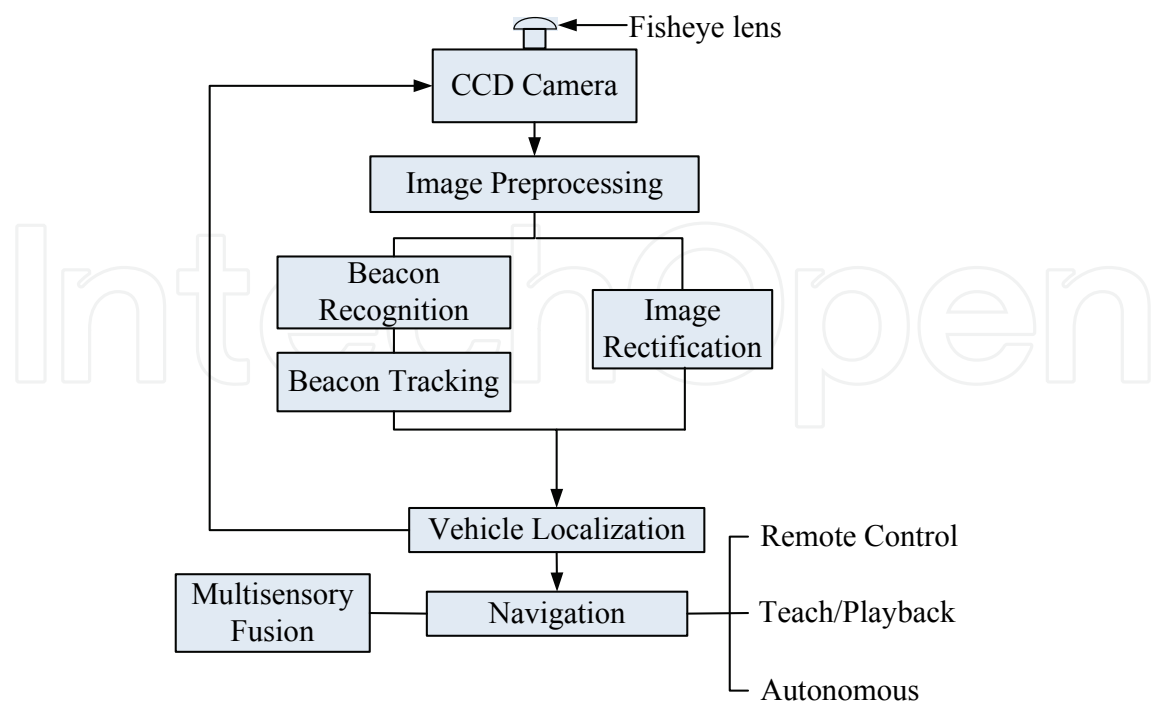 Fisheye lens
CCD Camera
Image Preprocessing
Beacon
Recognition
Image
Rectification
Beacon Tracking
IntechOpen
Vehicle Localization
Remote Control
Multisensory
Fusion
Navigation
Teach/Playback
Autonomous